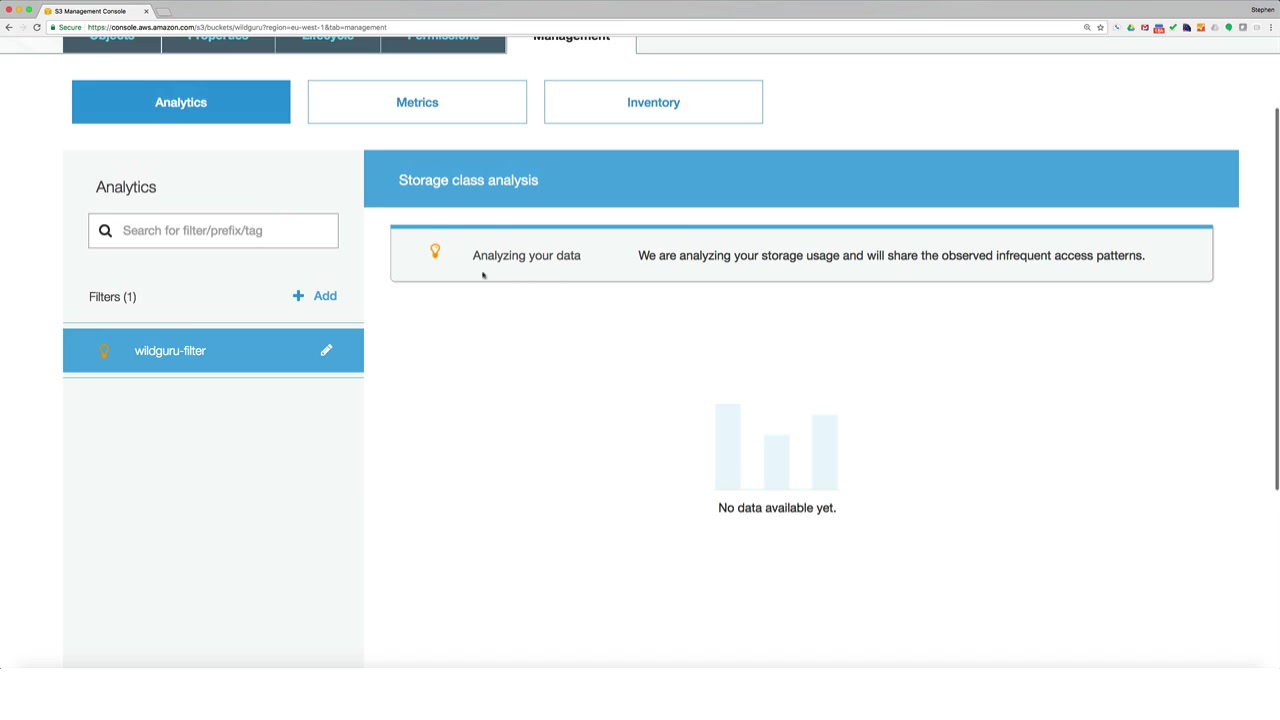 S3 Management Console
Stephen
Secure https://console.aws.amazon.com/s3/buckets/wildguru?region=eu-west-1&tab=management
Objects Properties Lifecycle Permissions Management
Analytics Metrics Inventory
Analytics
Storage class analysis
Search for filter/prefix/tag
Analyzing your data We are analyzing your storage usage and will share the observed infrequent access patterns.
Filters (1) + Add
wildguru-filter
No data available yet.